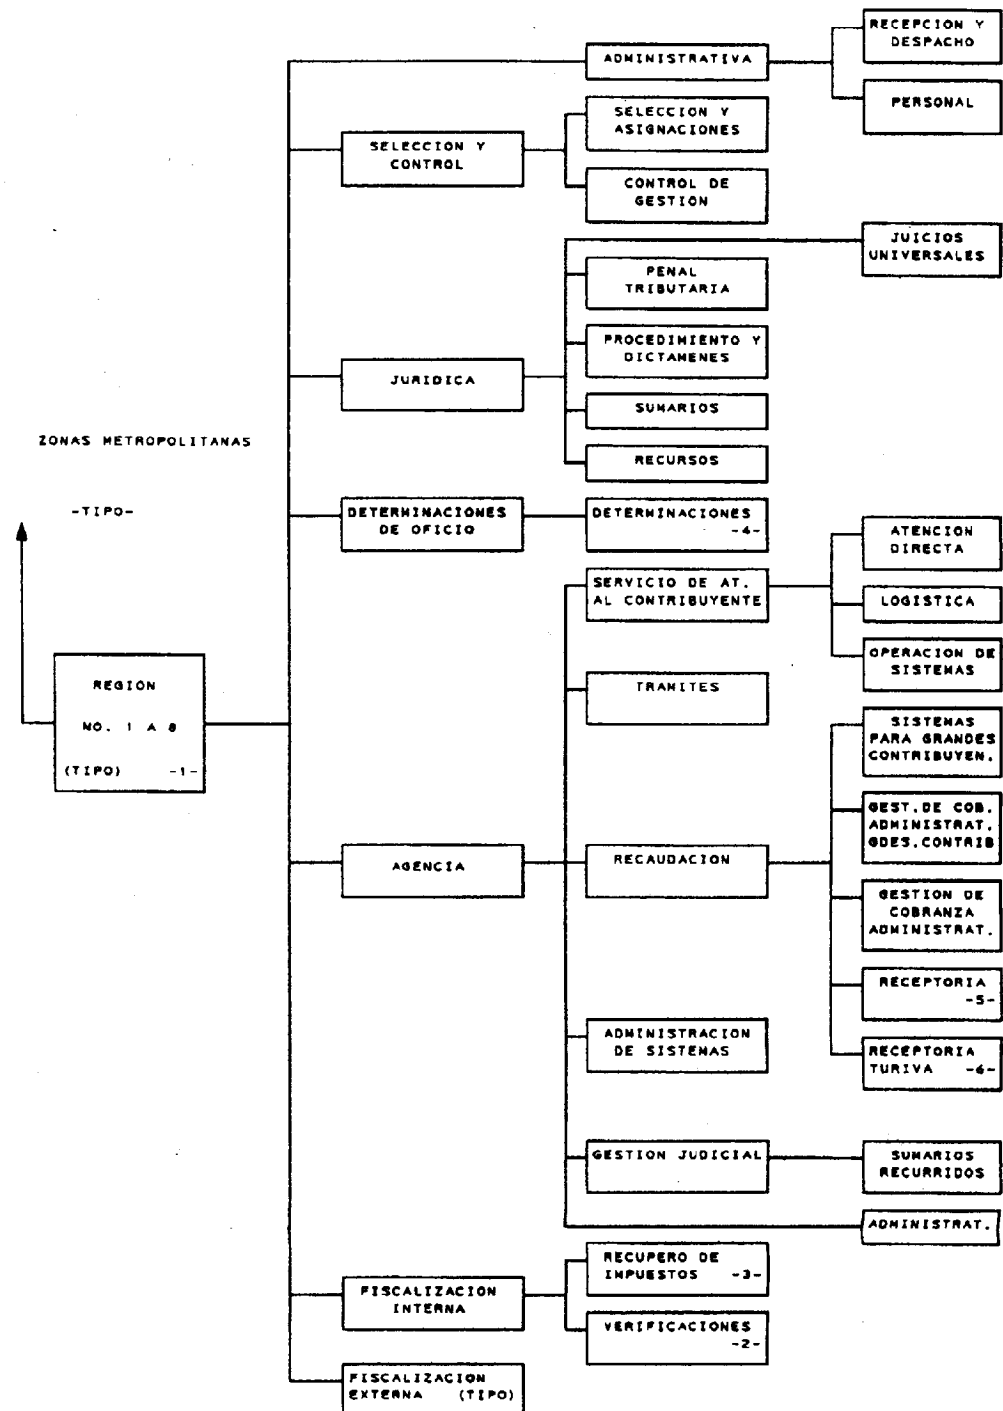 RECEPCION Y
DESPACHO
ADMINISTRATIVA
PERSONAL
SELECCION Y
ASIGNACIONES
SELECCION Y
CONTROL
CONTROL DE
GESTION
JUICIOS
UNIVERSALES
PENAL
TRIBUTARIA
PROCEDIMIENTO Y
DICTAMENES
JURIDICA
SUMARIOS
RECURSOS
ZONAS METROPOLITANAS
-TIPO-
DETERMINACIONES
DE OFICIO
DETERMINACIONES
-4-
ATENCION
DIRECTA
SERVICIO DE AT.
AL CONTRIBUYENTE
LOGISTICA
OPERACION DE
SISTEMAS
TRAMITES
REGION
NO. 1 A 8
(TIPO) -1-
SISTEMAS
PARA GRANDES
CONTRIBUYEN.
GEST.DE COB.
ADMINISTRAT.
GDES.CONTRIB
AGENCIA
RECAUDACION
GESTION DE
COBRANZA
ADMINISTRAT.
RECEPTORIA
-5-
ADMINISTRACION
DE SISTEMAS
RECEPTORIA
TURIVA -6-
GESTION JUDICIAL
SUMARIOS
RECURRIDOS
ADMINISTRAT.
RECUPERO DE
IMPUESTOS -3-
FISCALIZACION
INTERNA
VERIFICACIONES
-2-
FISCALIZACION
EXTERNA (TIPO)